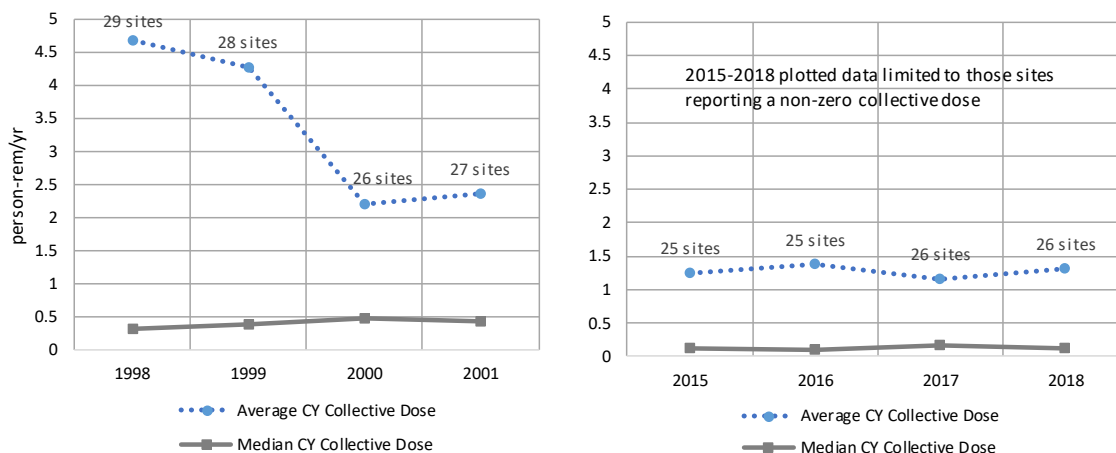 5
4.5
4
3.5
3
2.5
2
1.5
1
0.5
0
person-rem/yr
29 sites
28 sites
26 sites
27 sites
1998
1999
2000
2001
Average CY Collective Dose
Median CY Collective Dose
5
4.5
4
3.5
3
2.5
2
1.5
1
0.5
0
2015-2018 plotted data limited to those sites
reporting a non-zero collective dose
25 sites
25 sites
26 sites
26 sites
2015
2016
2017
2018
Average CY Collective Dose
Median CY Collective Dose